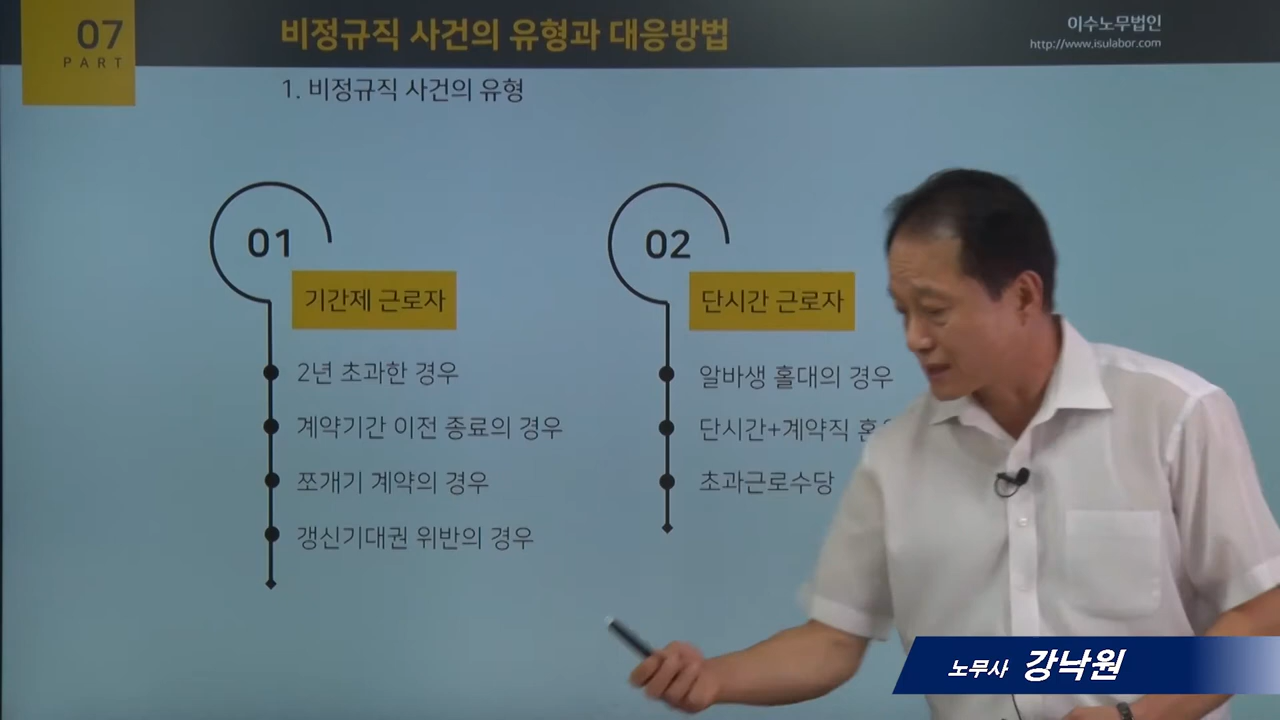 07
PART
비정규직 사건의 유형과 대응방법
이수노무법인
http://www.isulabor.com
1. 비정규직 사건의 유형
01
기간제 근로자
2년 초과한 경우
계약기간 이전 종료의 경우
쪼개기 계약의 경우
갱신기대권 위반의 경우
02
단시간 근로자
알바생 홀대의 경우
단시간+계약직
초과근로수당
노무사 강낙원